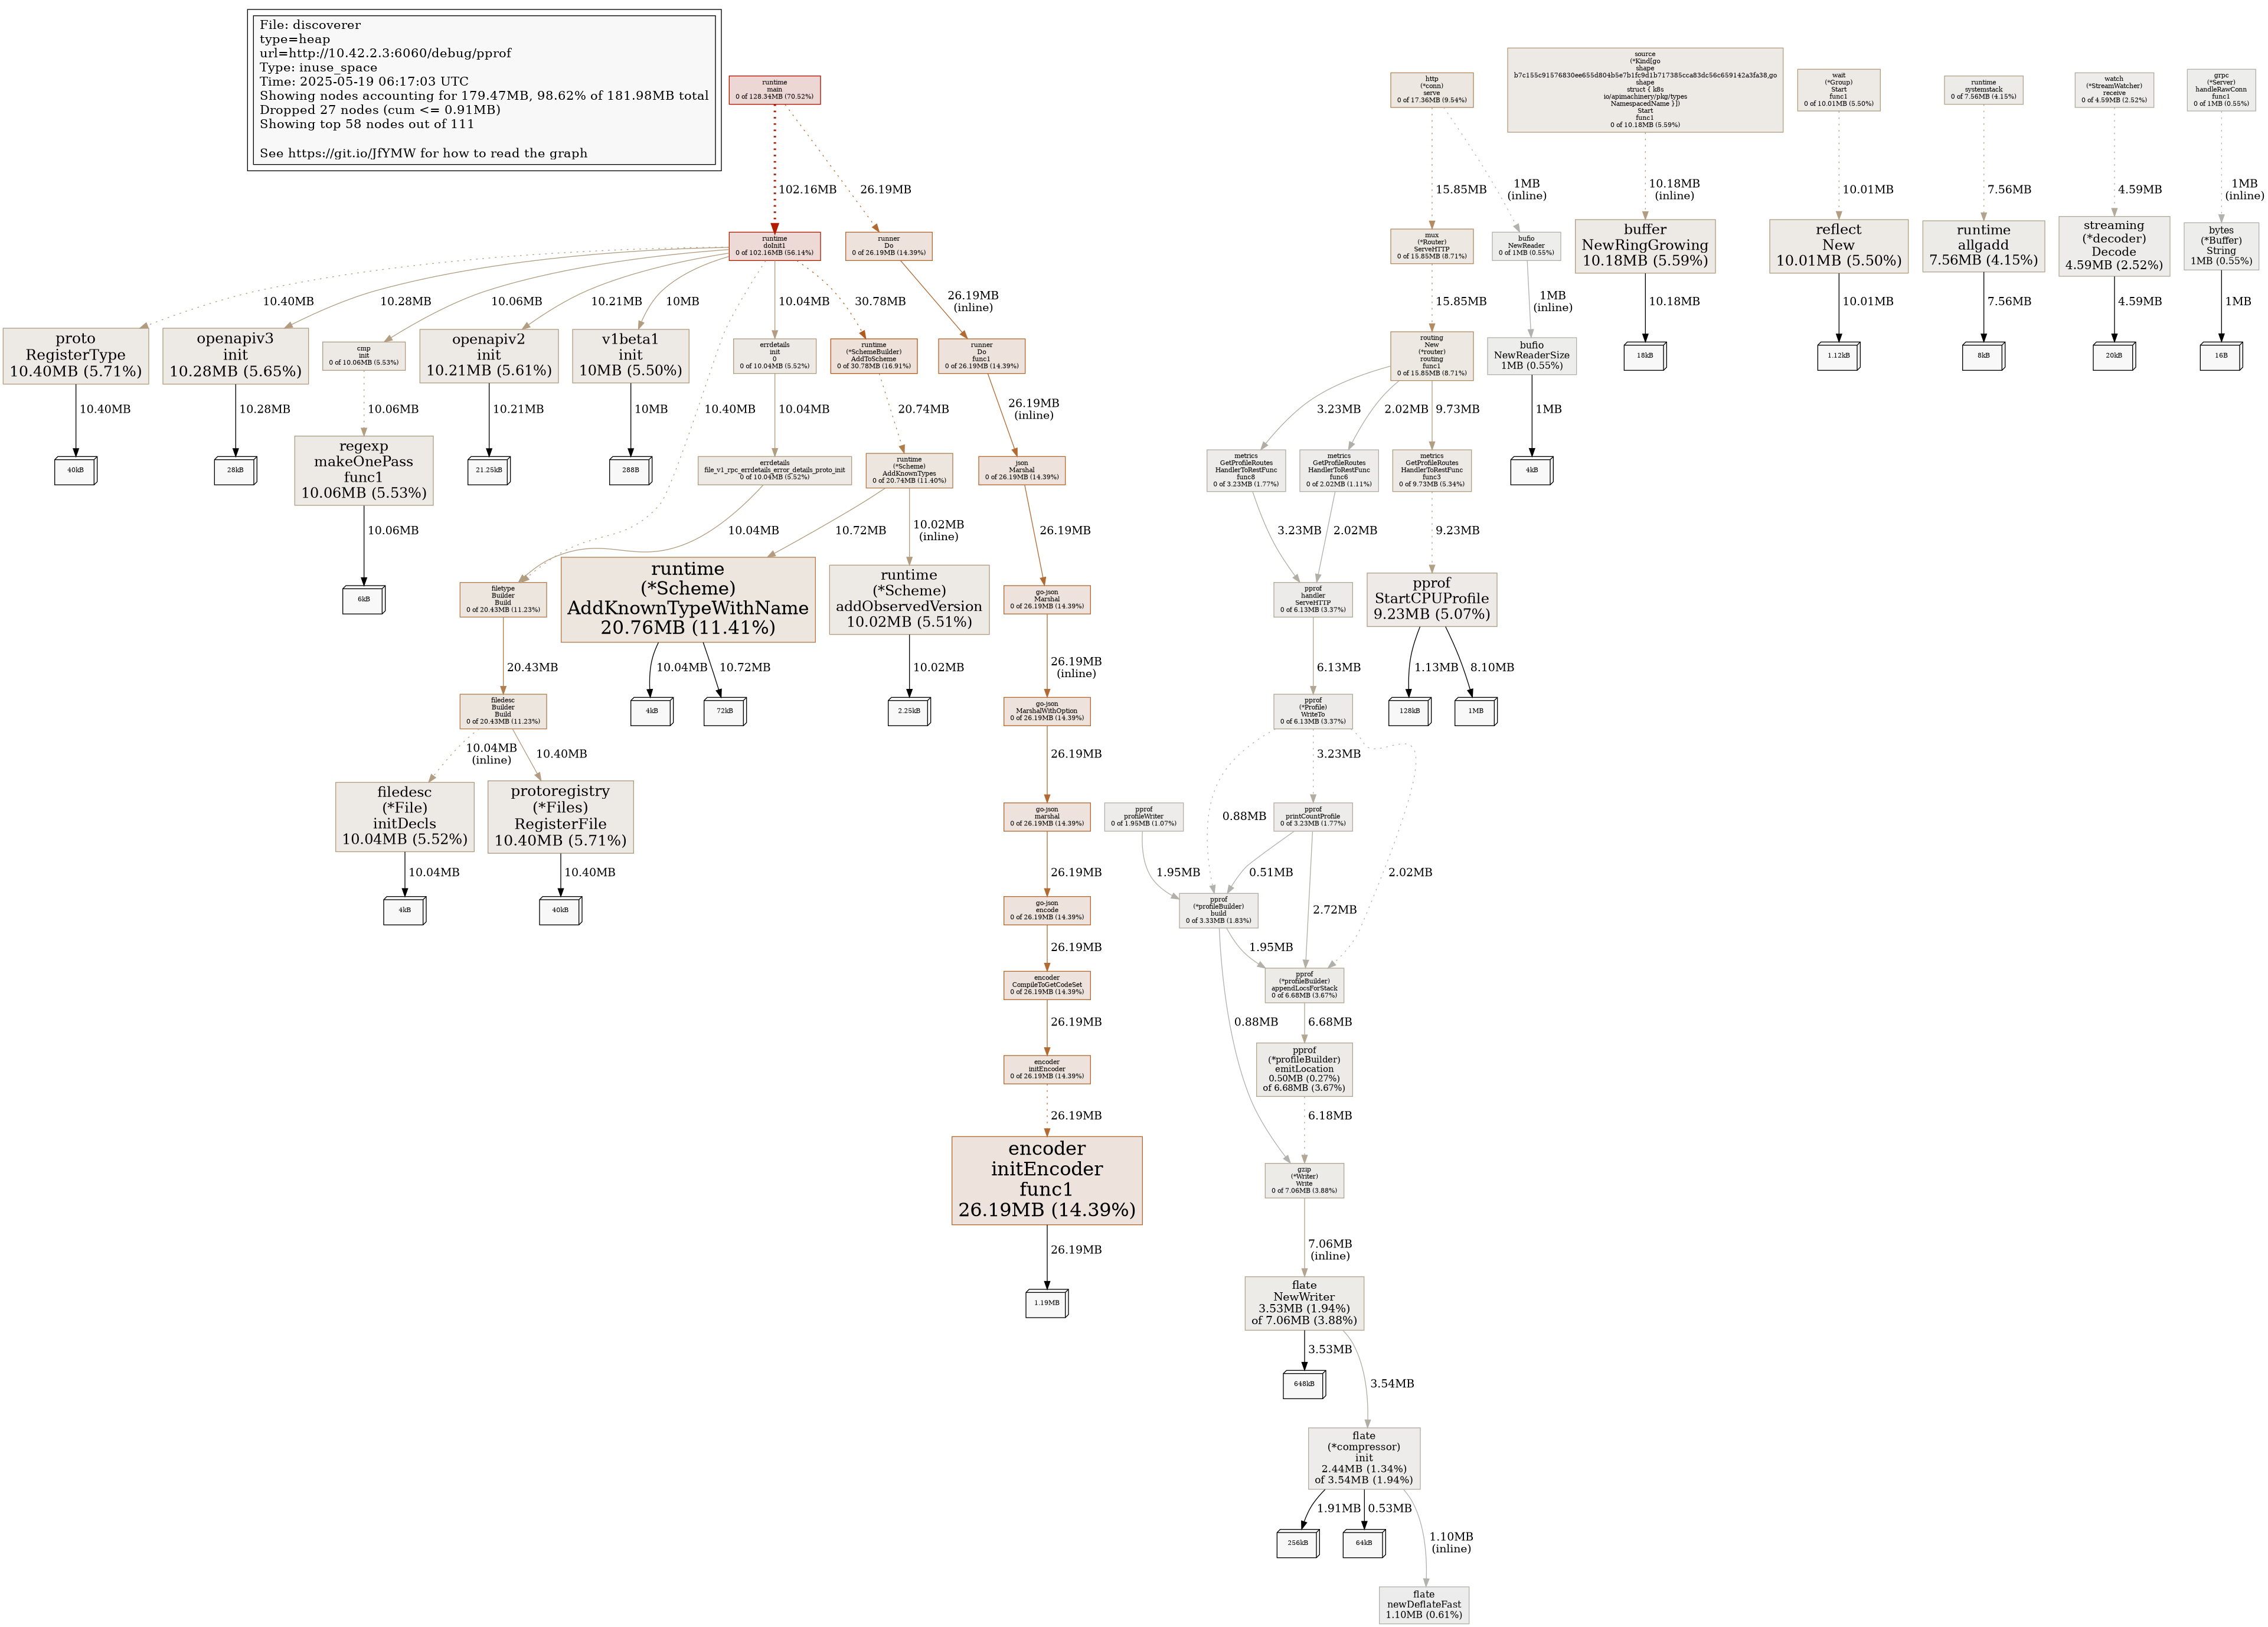 File: discoverer
type=heap
url=http://10.42.2.3:6060/debug/pprof
Type: inuse_space
Time: 2025-05-19 06:17:03 UTC
Showing nodes accounting for 179.47MB, 98.62% of 181.98MB total
Dropped 27 nodes (cum <= 0.91MB)
Showing top 58 nodes out of 111
See https://git.io/JfYMW for how to read the graph
runtime
main
0 of 128.34MB (70.52%)
http
(*conn)
serve
0 of 17.36MB (9.54%)
source
(*Kind[go
shape
b7c155c91576830ee655d804b5e7b1fc9d1b717385cca83dc56c659142a3fa38,go
shape
struct { k8s
io/apimachinery/pkg/types
NamespacedName }])
Start
func1
0 of 10.18MB (5.59%)
wait
(*Group)
Start
func1
0 of 10.01MB (5.50%)
runtime
systemstack
0 of 7.56MB (4.15%)
watch
(*StreamWatcher)
receive
0 of 4.59MB (2.52%)
grpc
(*Server)
handleRawConn
func1
0 of 1MB (0.55%)
102.16MB
26.19MB
15.85MB
1MB
(inline)
10.18MB
(inline)
10.01MB
7.56MB
4.59MB
1MB
(inline)
runtime
doInit1
0 of 102.16MB (56.14%)
runner
Do
0 of 26.19MB (14.39%)
mux
(*Router)
ServeHTTP
0 of 15.85MB (8.71%)
bufio
NewReader
0 of 1MB (0.55%)
buffer
NewRingGrowing
10.18MB (5.59%)
reflect
New
10.01MB (5.50%)
runtime
allgadd
7.56MB (4.15%)
streaming
(*decoder)
Decode
4.59MB (2.52%)
bytes
(*Buffer)
String
1MB (0.55%)
10.40MB
10.28MB
10.06MB
10.21MB
10MB
10.04MB
30.78MB
26.19MB
(inline)
15.85MB
1MB
(inline)
10.18MB
10.01MB
7.56MB
4.59MB
1MB
proto
RegisterType
10.40MB (5.71%)
openapiv3
init
10.28MB (5.65%)
cmp
init
0 of 10.06MB (5.53%)
openapiv2
init
10.21MB (5.61%)
v1beta1
init
10MB (5.50%)
errdetails
init
0
0 of 10.04MB (5.52%)
runtime
(*SchemeBuilder)
AddToScheme
0 of 30.78MB (16.91%)
runner
Do
func1
0 of 26.19MB (14.39%)
routing
New
(*router)
routing
func1
0 of 15.85MB (8.71%)
bufio
NewReaderSize
1MB (0.55%)
18kB
1.12kB
8kB
20kB
16B
10.40MB
10.28MB
10.06MB
10.21MB
10MB
10.40MB
10.04MB
20.74MB
26.19MB
(inline)
3.23MB
2.02MB
9.73MB
1MB
40kB
28kB
regexp
makeOnePass
func1
10.06MB (5.53%)
21.25kB
288B
errdetails
file_v1_rpc_errdetails_error_details_proto_init
0 of 10.04MB (5.52%)
runtime
(*Scheme)
AddKnownTypes
0 of 20.74MB (11.40%)
json
Marshal
0 of 26.19MB (14.39%)
metrics
GetProfileRoutes
HandlerToRestFunc
func8
0 of 3.23MB (1.77%)
metrics
GetProfileRoutes
HandlerToRestFunc
func6
0 of 2.02MB (1.11%)
metrics
GetProfileRoutes
HandlerToRestFunc
func3
0 of 9.73MB (5.34%)
4kB
10.06MB
10.04MB
10.72MB
10.02MB
(inline)
26.19MB
3.23MB
2.02MB
9.23MB
6kB
filetype
Builder
Build
0 of 20.43MB (11.23%)
runtime
(*Scheme)
AddKnownTypeWithName
20.76MB (11.41%)
runtime
(*Scheme)
addObservedVersion
10.02MB (5.51%)
go-json
Marshal
0 of 26.19MB (14.39%)
pprof
handler
ServeHTTP
0 of 6.13MB (3.37%)
pprof
StartCPUProfile
9.23MB (5.07%)
20.43MB
10.04MB
10.72MB
10.02MB
26.19MB
(inline)
6.13MB
1.13MB
8.10MB
filedesc
Builder
Build
0 of 20.43MB (11.23%)
4kB
72kB
2.25kB
go-json
MarshalWithOption
0 of 26.19MB (14.39%)
pprof
(*Profile)
WriteTo
0 of 6.13MB (3.37%)
128kB
1MB
10.04MB
(inline)
10.40MB
26.19MB
3.23MB
filedesc
(*File)
initDecls
10.04MB (5.52%)
protoregistry
(*Files)
RegisterFile
10.40MB (5.71%)
go-json
marshal
0 of 26.19MB (14.39%)
pprof
profileWriter
0 of 1.95MB (1.07%)
0.88MB
pprof
printCountProfile
0 of 3.23MB (1.77%)
10.04MB
10.40MB
26.19MB
1.95MB
0.51MB
2.02MB
4kB
40kB
go-json
encode
0 of 26.19MB (14.39%)
pprof
(*profileBuilder)
build
0 of 3.33MB (1.83%)
2.72MB
26.19MB
1.95MB
encoder
CompileToGetCodeSet
0 of 26.19MB (14.39%)
pprof
(*profileBuilder)
appendLocsForStack
0 of 6.68MB (3.67%)
26.19MB
0.88MB
6.68MB
encoder
initEncoder
0 of 26.19MB (14.39%)
pprof
(*profileBuilder)
emitLocation
0.50MB (0.27%)
of 6.68MB (3.67%)
26.19MB
6.18MB
encoder
initEncoder
func1
26.19MB (14.39%)
gzip
(*Writer)
Write
0 of 7.06MB (3.88%)
26.19MB
7.06MB
(inline)
1.19MB
flate
NewWriter
3.53MB (1.94%)
of 7.06MB (3.88%)
3.53MB
3.54MB
648kB
flate
(*compressor)
init
2.44MB (1.34%)
of 3.54MB (1.94%)
1.91MB
0.53MB
1.10MB
(inline)
256kB
64kB
flate
newDeflateFast
1.10MB (0.61%)